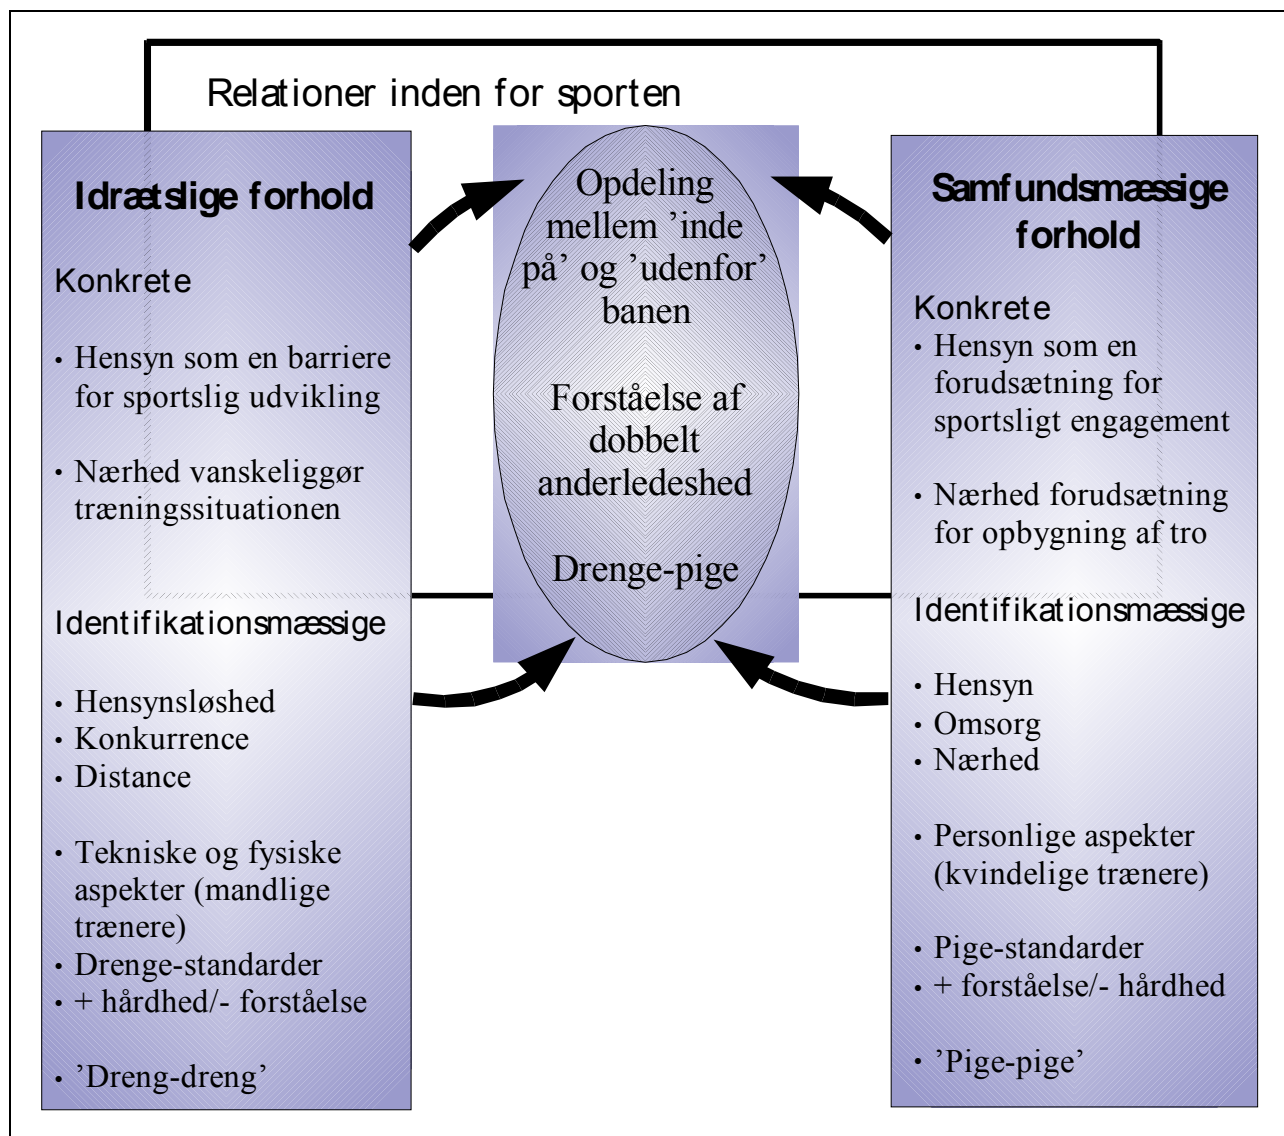 Relationer inden for sporten
Idrætslige forhold
Konkrete
• Hensyn som en barriere
for sportslig udvikling
• Nærhed vanskeliggør
træningssituationen
Identifikationsmæssige
• Hensynsløshed
• Konkurrence
• Distance
• Tekniske og fysiske
aspekter (mandlige
trænere)
• Drenge-standarder
• + hårdhed/- forståelse
• ’Dreng-dreng’
Opdeling
mellem ’inde
på’ og ’udenfor’
banen
Forståelse af
dobbelt
anderledeshed
Drenge-pige
Samfundsmæssige
forhold
Konkrete
• Hensyn som en
forudsætning for
sportsligt engagement
• Nærhed forudsætning
for opbygning af tro
Identifikationsmæssige
• Hensyn
• Omsorg
• Nærhed
• Personlige aspekter
(kvindelige trænere)
• Pige-standarder
• + forståelse/- hårdhed
• ’Pige-pige’